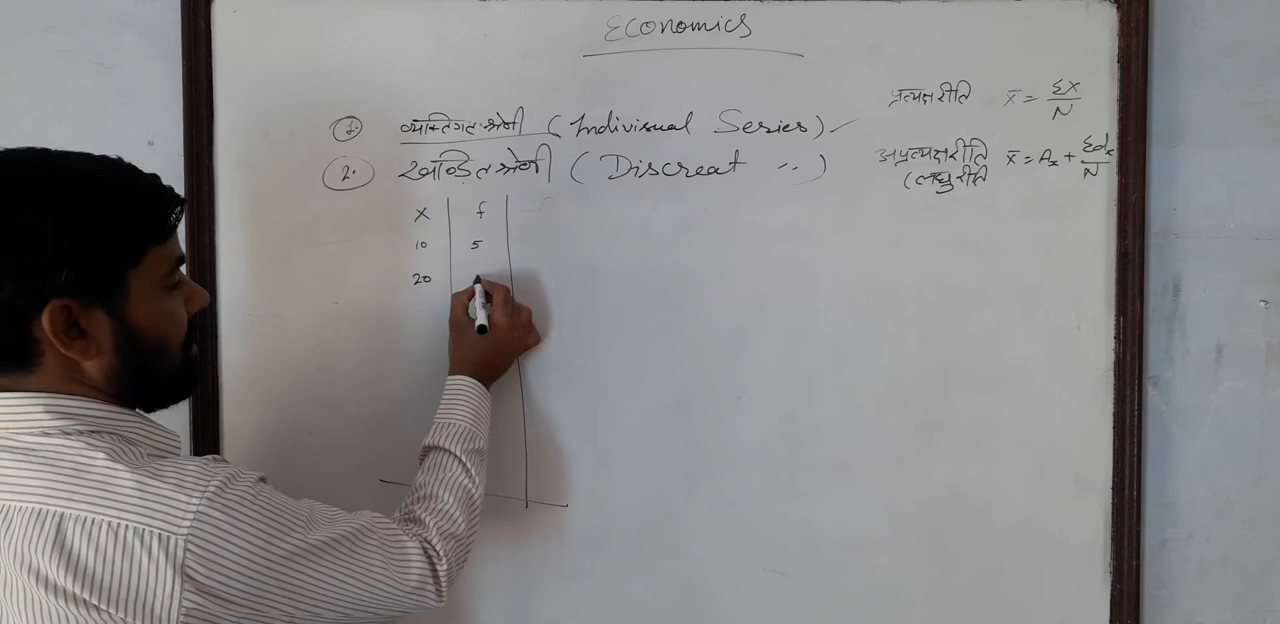 Economics
1. व्यक्तिगत श्रेणी (Indivisual Series) ✓
2. खण्डित श्रेणी (Discreat ,, )
प्रत्यक्ष रीति x̄ = ΣX/N
अप्रत्यक्ष रीति x̄ = Ax + Σdx/N
(लघु रीति
X f
10 5
20